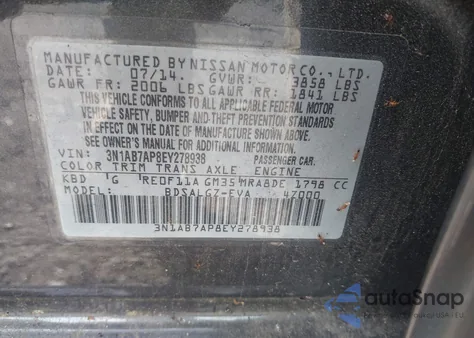 MANUFACTURED BY NISSAN MOTOR CO., LTD.
DATE: 07/14. GVWR: 3858 LBS
GAWR FR: 2006 LBS GAWR RR: 1841 LBS
THIS VEHICLE CONFORMS TO ALL APPLICABLE FEDERAL MOTOR
VEHICLE SAFETY, BUMPER AND THEFT PREVENTION STANDARDS
IN EFFECT ON THE DATE OF MANUFACTURE SHOWN ABOVE.
SEE OWNER'S MANUAL FOR ADDITIONAL INFORMATION.
VIN: 3N1AB7AP8EY278938 PASSENGER CAR.
COLOR TRIM TRANS AXLE ENGINE
KBD G RE0F11A GM35 MRA8DE 1798 CC
MODEL: BDSALGZ-EVA 47000
3N1AB7AP8EY278938
autoSnap